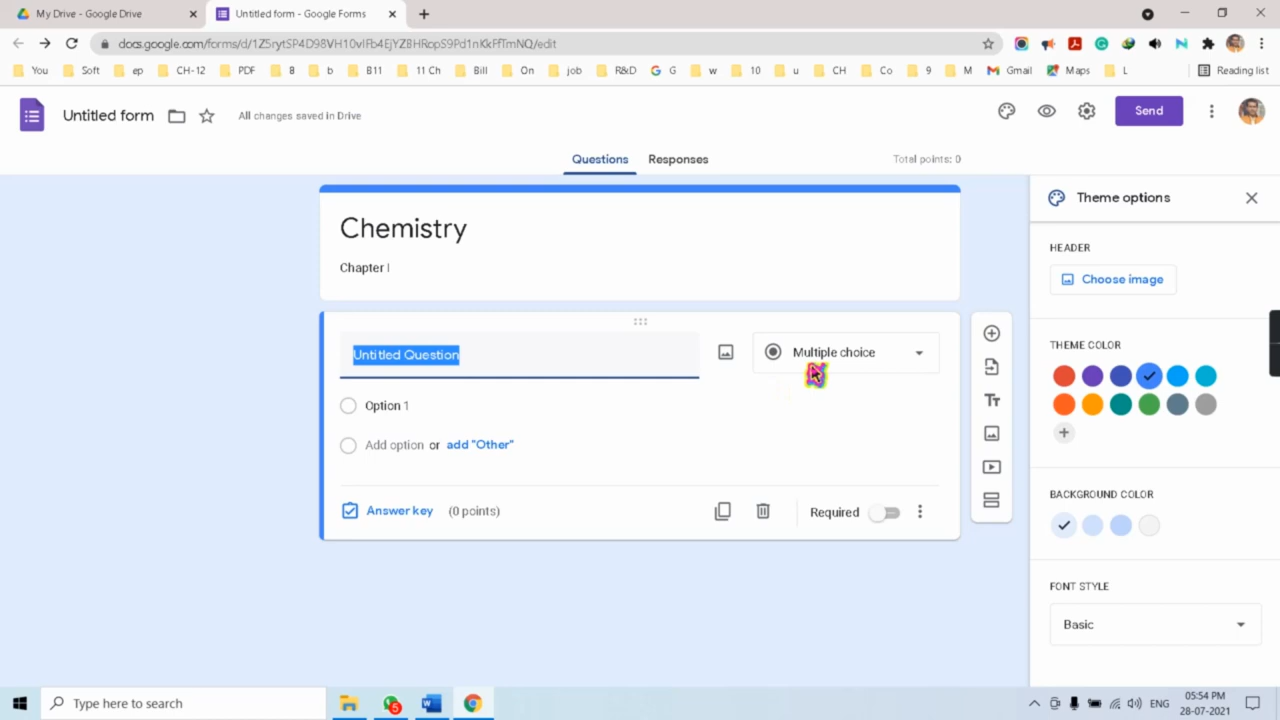 My Drive - Google Drive
Untitled form - Google Forms
docs.google.com/forms/d/1Z5rytSP4D98VH10vIFb4EjYZBHRopS9Pd1nKkFfTmNQ/edit
You Soft ep CH-12 PDF 8 b B11 11 Ch Bill On job R&D G G w 10 u CH Co 9 M Gmail Maps L Reading list
Untitled form
All changes saved in Drive
Send
Questions
Responses
Total points: 0
Chemistry
Chapter I
Untitled Question
Multiple choice
Option 1
Add option or add "Other"
Answer key (0 points)
Required
Tт
Theme options
HEADER
Choose image
THEME COLOR
BACKGROUND COLOR
FONT STYLE
Basic
Type here to search
5
W
ENG
05:54 PM
28-07-2021